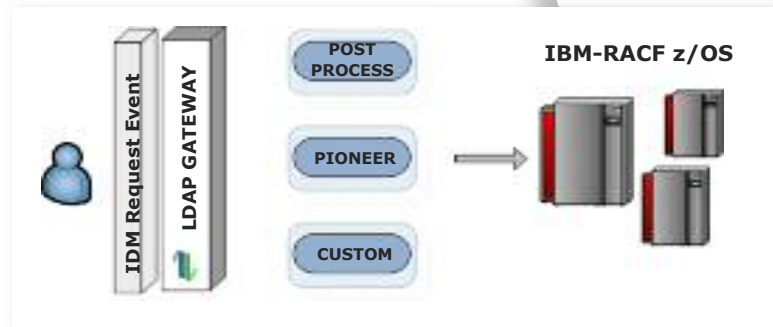 IDM Request Event
LDAP GATEWAY
POST
PROCESS
PIONEER
CUSTOM
IBM-RACF z/OS